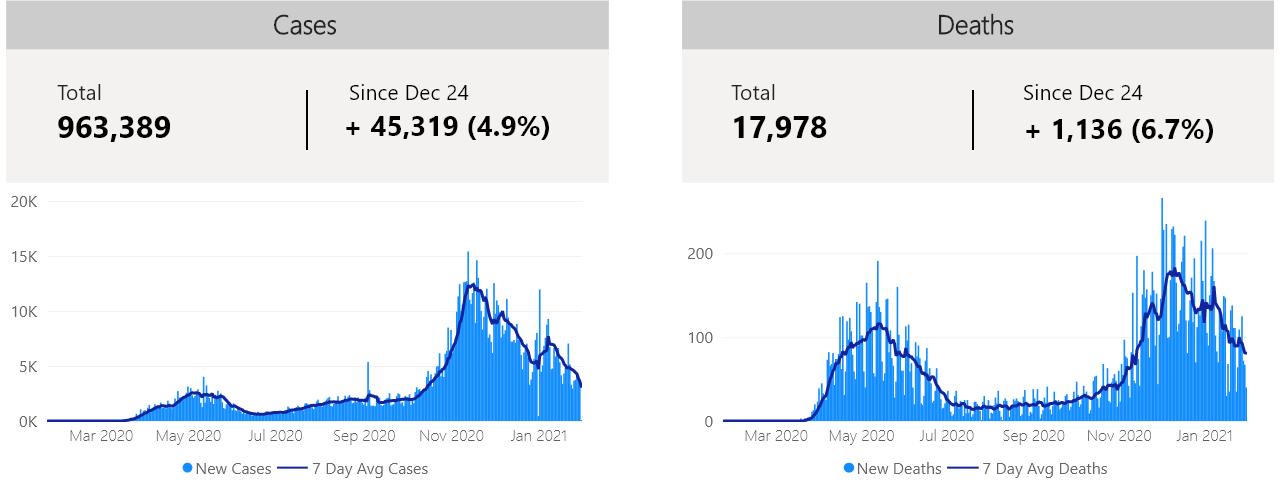 Cases
Total
963,389
Since Dec 24
+ 45,319 (4.9%)
20K
15K
10K
5K
0K
Mar 2020 May 2020 Jul 2020 Sep 2020 Nov 2020 Jan 2021
New Cases 7 Day Avg Cases
Deaths
Total
17,978
Since Dec 24
+ 1,136 (6.7%)
200
100
0
Mar 2020 May 2020 Jul 2020 Sep 2020 Nov 2020 Jan 2021
New Deaths 7 Day Avg Deaths